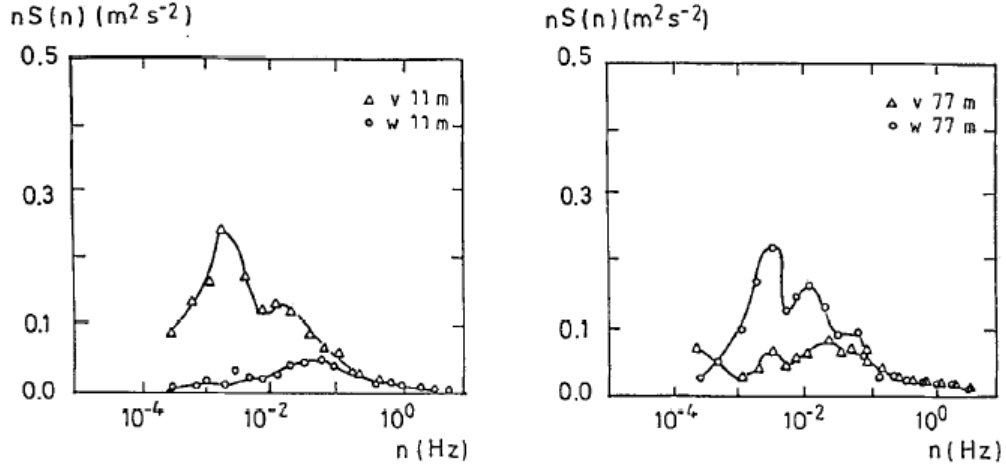 nS(n) (m² s⁻²)
0.5
0.3
0.1
0.0
△ v 11 m
○ w 11 m
10⁻⁴ 10⁻² 10⁰
n (Hz)
nS(n) (m² s⁻²)
0.5
0.3
0.1
0.0
△ v 77 m
○ w 77 m
10⁻⁴ 10⁻² 10⁰
n (Hz)